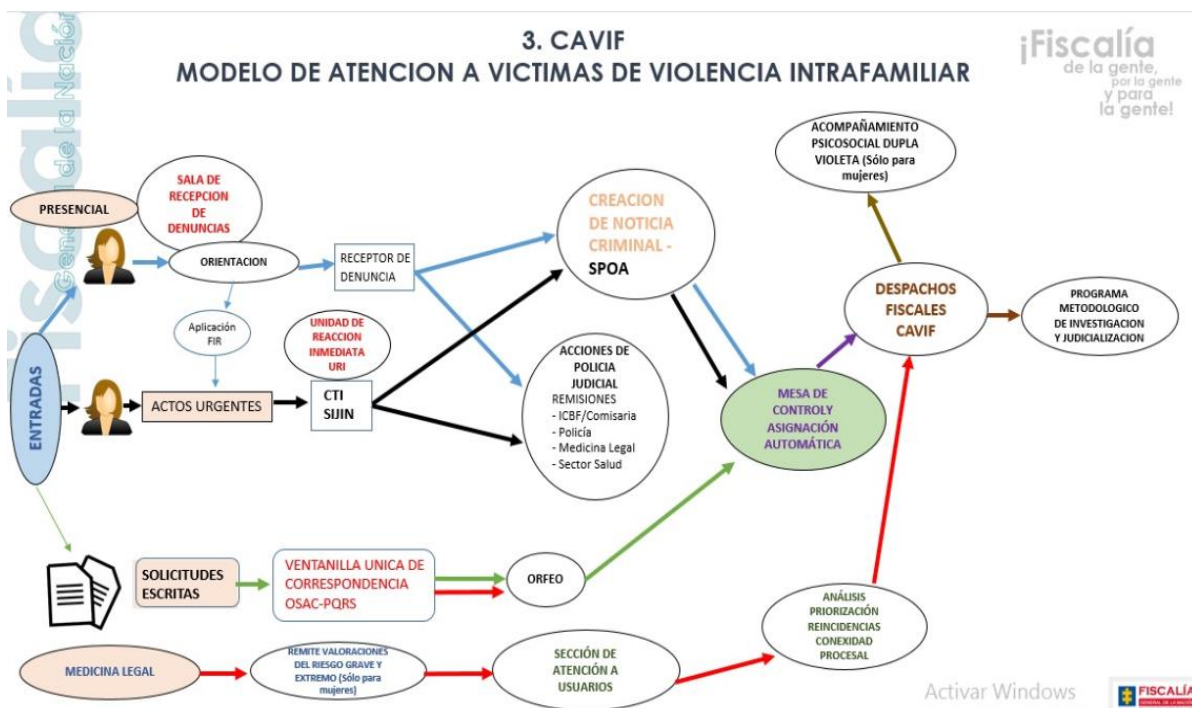 3. CAVIF
MODELO DE ATENCION A VICTIMAS DE VIOLENCIA INTRAFAMILIAR
¡Fiscalía
de la gente,
por la gente
y para
la gente!
Fiscalía
General de la Nación
ACOMPAÑAMIENTO
PSICOSOCIAL DUPLA
VIOLETA (Sólo para
mujeres)
PRESENCIAL
SALA DE
RECEPCION
DE
DENUNCIAS
ORIENTACION
RECEPTOR DE
DENUNCIA
CREACION
DE NOTICIA
CRIMINAL -
SPOA
DESPACHOS
FISCALES
CAVIF
PROGRAMA
METODOLOGICO
DE INVESTIGACION
Y JUDICIALIZACION
Aplicación
FIR
UNIDAD DE
REACCION
INMEDIATA
URI
ENTRADAS
ACTOS URGENTES
CTI
SIJIN
ACCIONES DE
POLICIA
JUDICIAL
REMISIONES
- ICBF/Comisaria
- Policía
- Medicina Legal
- Sector Salud
MESA DE
CONTROLY
ASIGNACIÓN
AUTOMÁTICA
SOLICITUDES
ESCRITAS
VENTANILLA UNICA DE
CORRESPONDENCIA
OSAC-PQRS
ORFEO
ANÁLISIS
PRIORIZACIÓN
REINCIDENCIAS
CONEXIDAD
PROCESAL
MEDICINA LEGAL
REMITE VALORACIONES
DEL RIESGO GRAVE Y
EXTREMO (Sólo para
mujeres)
SECCIÓN DE
ATENCIÓN A
USUARIOS
Activar Windows
FISCALÍA
GENERAL DE LA NACIÓN